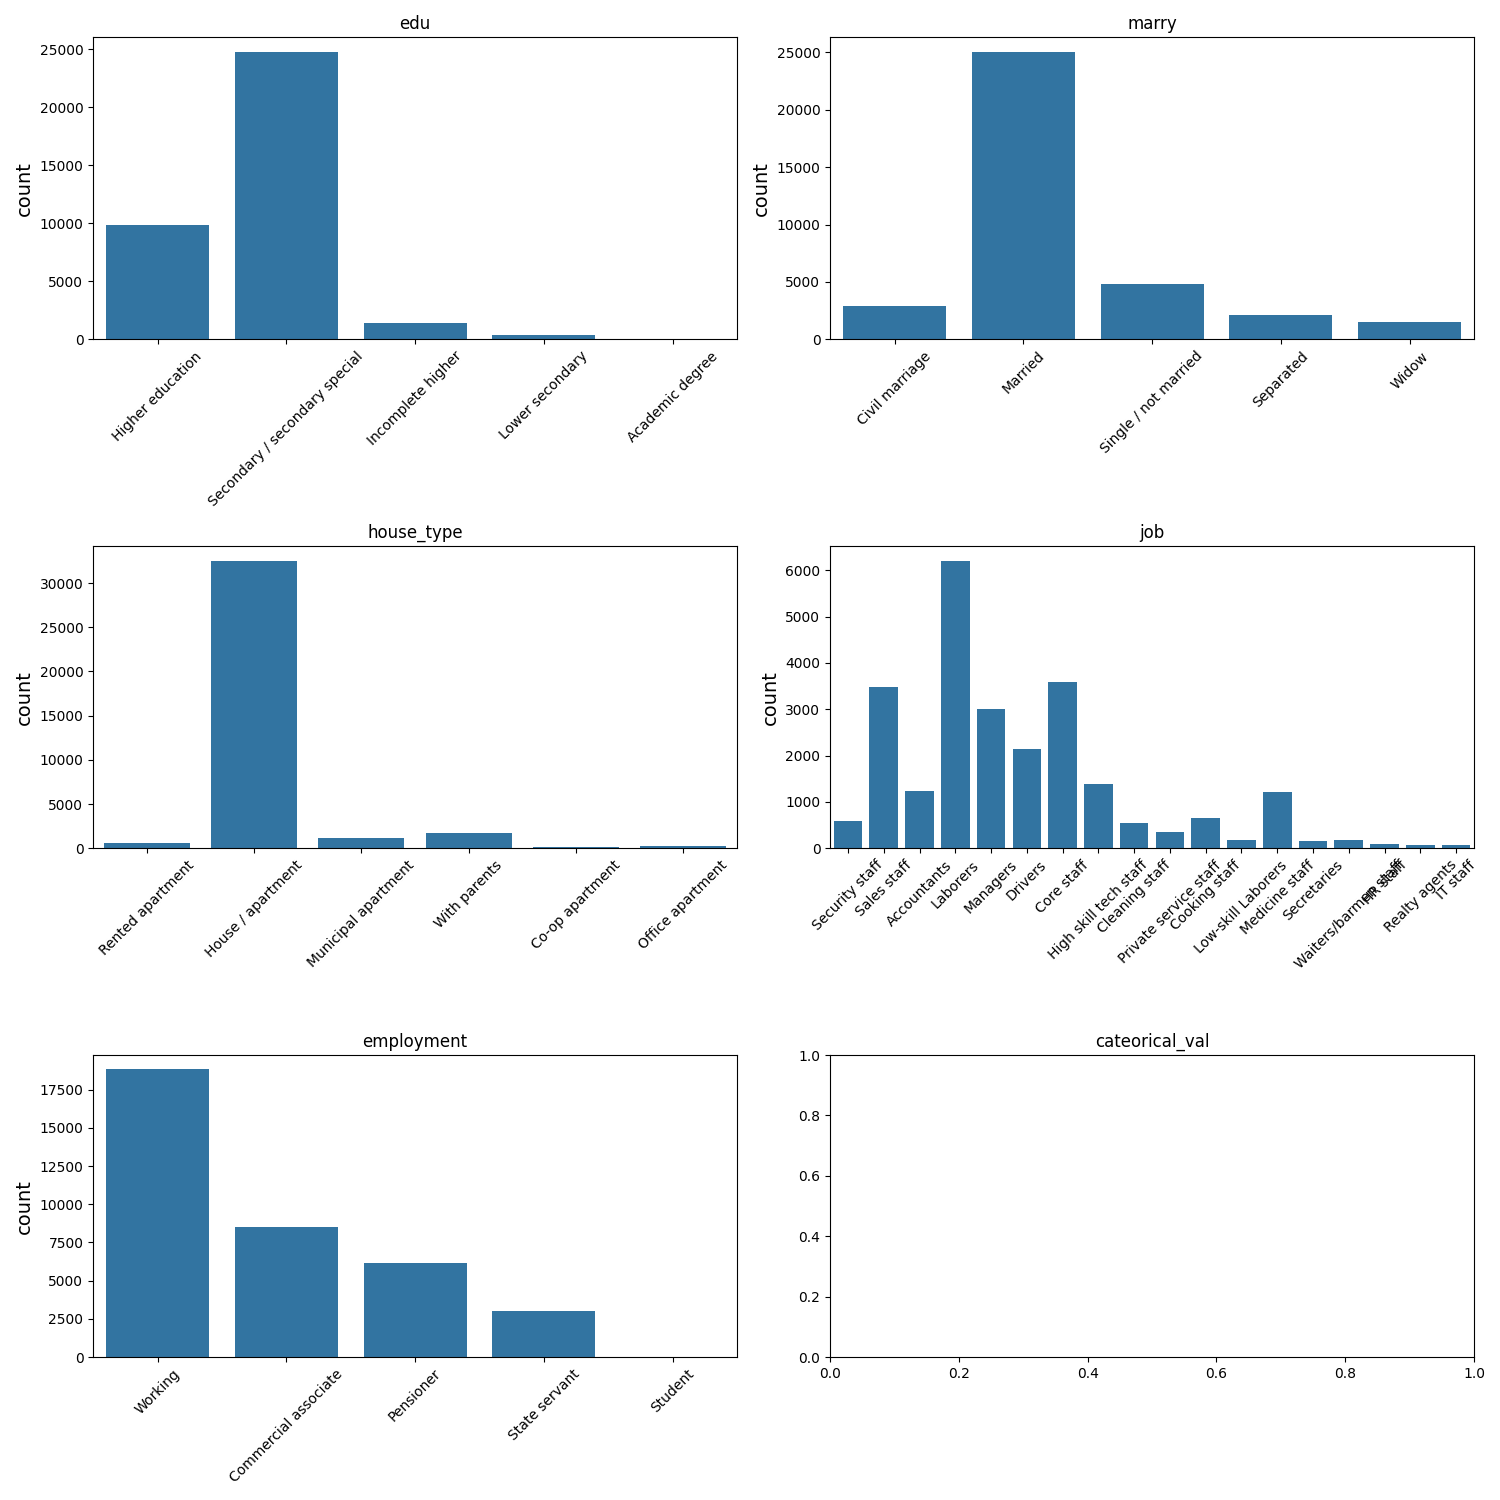 edu
25000
20000
15000
10000
5000
0
count
Higher education
Secondary / secondary special
Incomplete higher
Lower secondary
Academic degree
marry
25000
20000
15000
10000
5000
0
count
Civil marriage
Married
Single / not married
Separated
Widow
house_type
30000
25000
20000
15000
10000
5000
0
count
Rented apartment
House / apartment
Municipal apartment
With parents
Co-op apartment
Office apartment
job
6000
5000
4000
3000
2000
1000
0
count
Security staff
Sales staff
Accountants
Laborers
Managers
Drivers
Core staff
High skill tech staff
Cleaning staff
Private service staff
Cooking staff
Low-skill Laborers
Medicine staff
Secretaries
Waiters/barmen staff
HR staff
Realty agents
IT staff
employment
17500
15000
12500
10000
7500
5000
2500
0
count
Working
Commercial associate
Pensioner
State servant
Student
cateorical_val
1.0
0.8
0.6
0.4
0.2
0.0
0.0 0.2 0.4 0.6 0.8 1.0